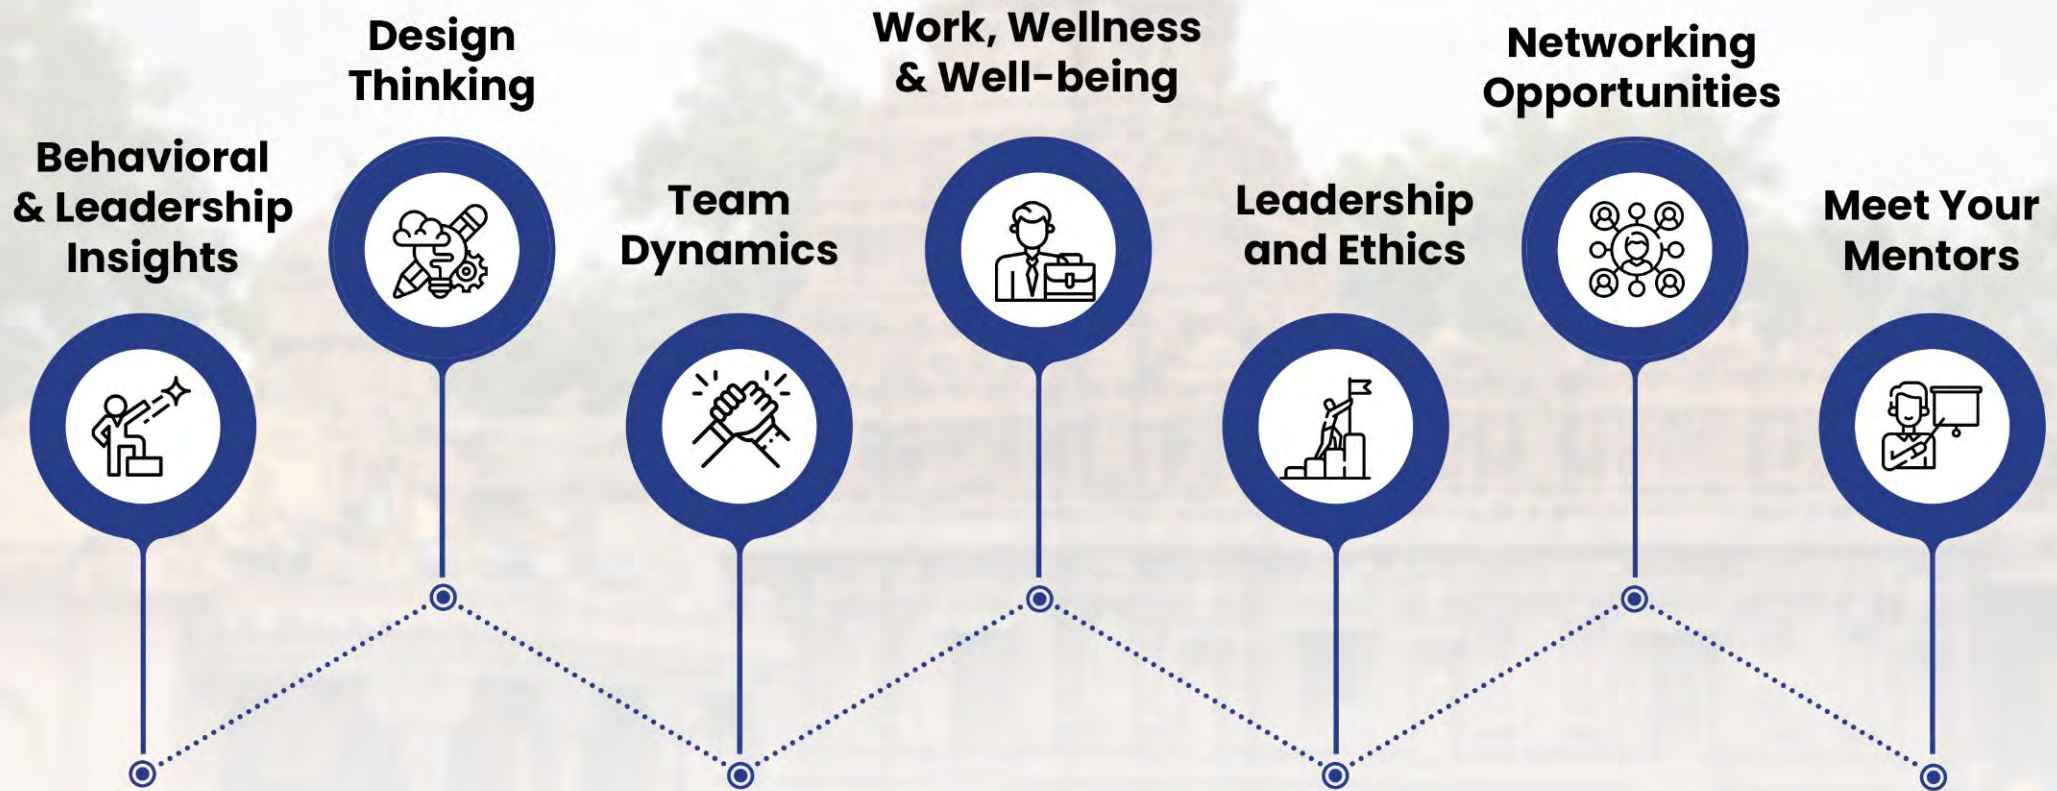 Behavioral
& Leadership
Insights
Design
Thinking
Team
Dynamics
Work, Wellness
& Well-being
Leadership
and Ethics
Networking
Opportunities
Meet Your
Mentors